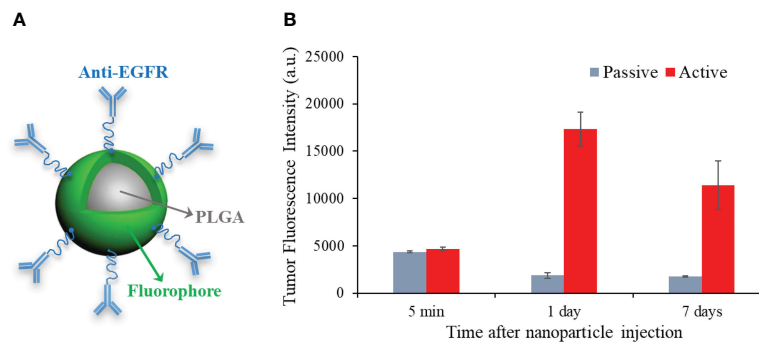 A
Anti-EGFR
PLGA
Fluorophore
B
Tumor Fluorescence Intensity (a.u.)
25000
20000
15000
10000
5000
0
Passive Active
5 min 1 day 7 days
Time after nanoparticle injection